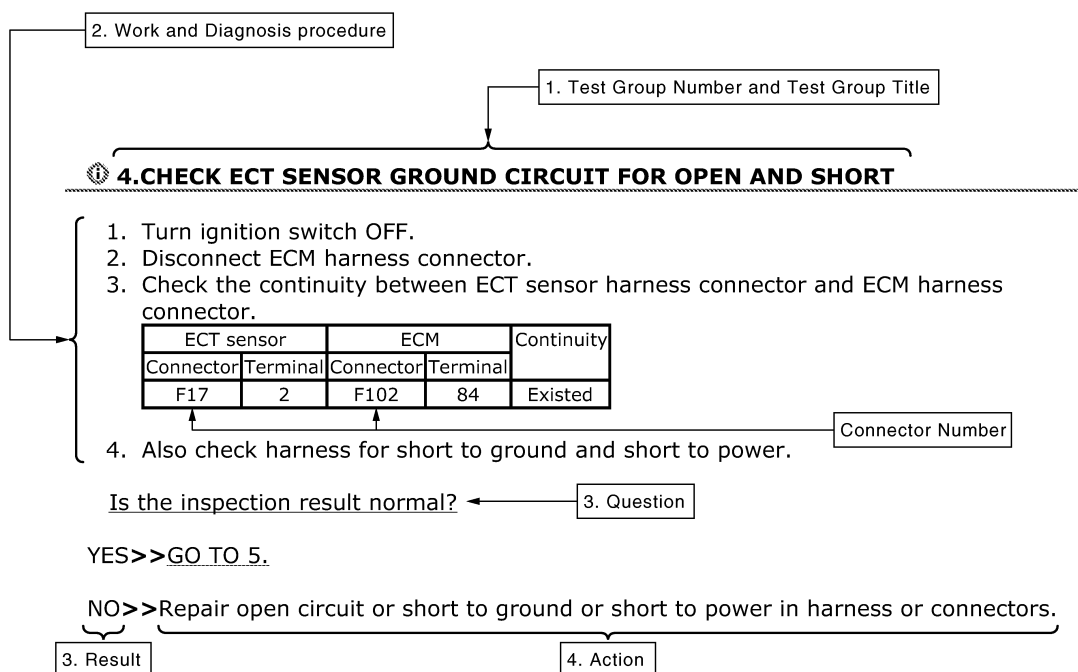 2. Work and Diagnosis procedure
1. Test Group Number and Test Group Title
4.CHECK ECT SENSOR GROUND CIRCUIT FOR OPEN AND SHORT
1. Turn ignition switch OFF.
2. Disconnect ECM harness connector.
3. Check the continuity between ECT sensor harness connector and ECM harness
connector.
ECT sensor ECM Continuity
Connector Terminal Connector Terminal
F17 2 F102 84 Existed
Connector Number
4. Also check harness for short to ground and short to power.
Is the inspection result normal?
3. Question
YES>>GO TO 5.
NO>>Repair open circuit or short to ground or short to power in harness or connectors.
3. Result
4. Action